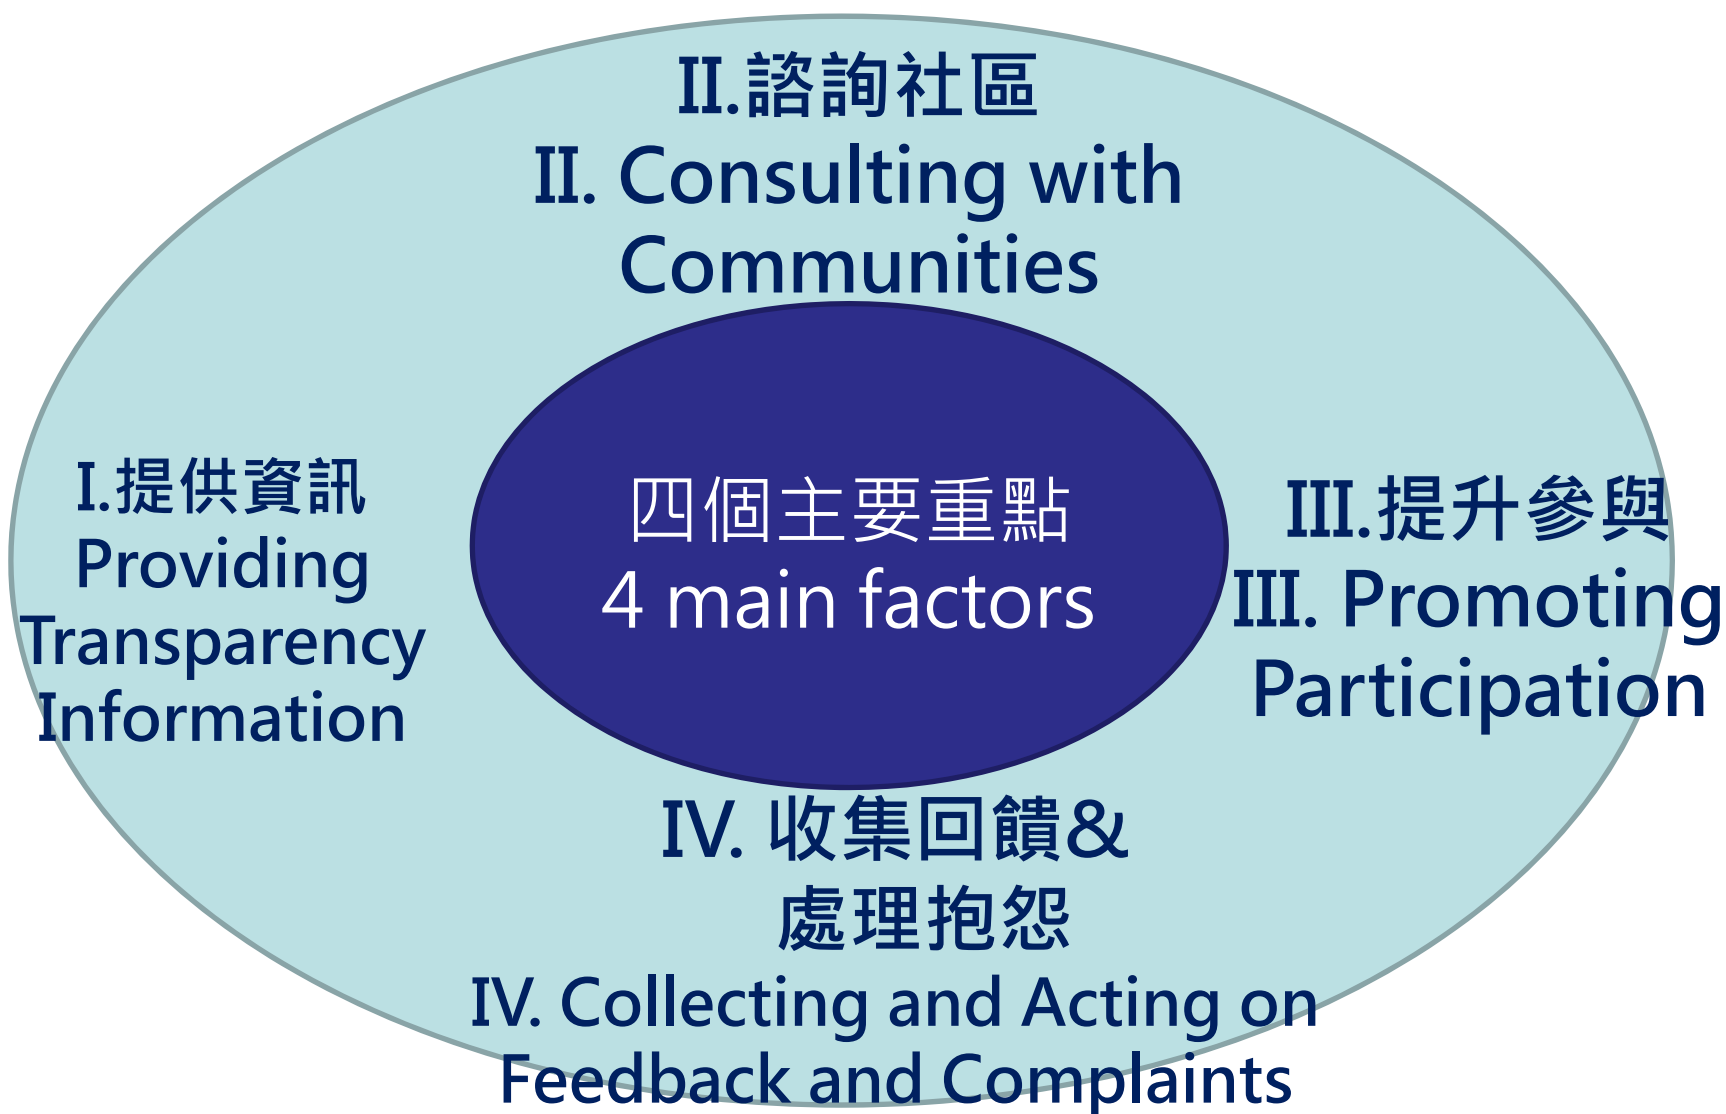 II.諮詢社區
II. Consulting with
Communities
I.提供資訊
Providing
Transparency
Information
四個主要重點
4 main factors
III.提升參與
III. Promoting
Participation
IV. 收集回饋&
處理抱怨
IV. Collecting and Acting on
Feedback and Complaints